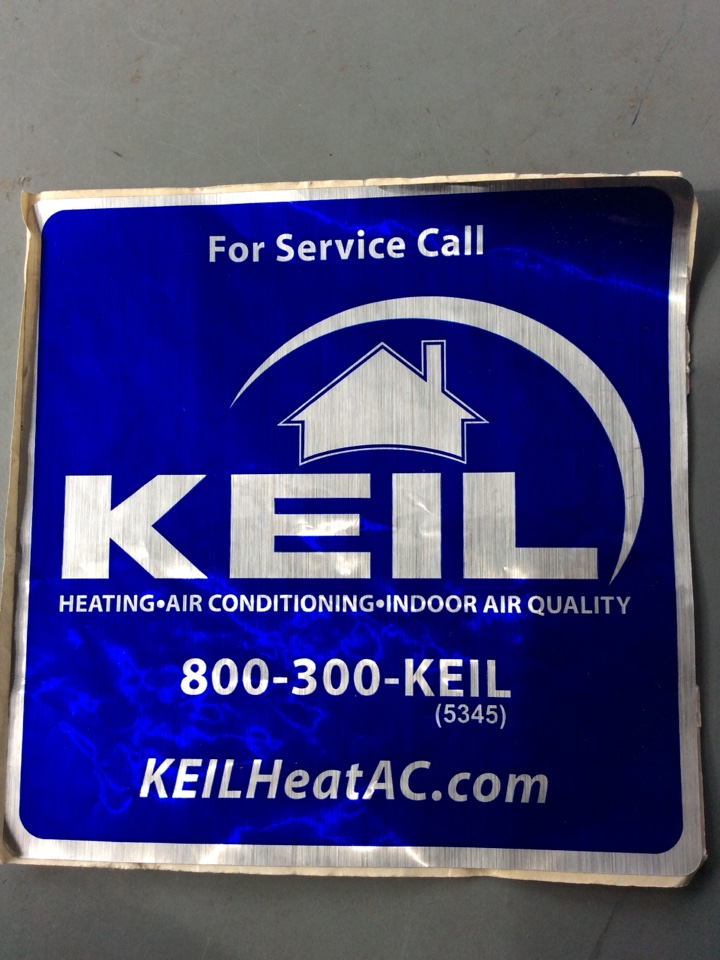 For Service Call
KEIL
HEATING•AIR CONDITIONING•INDOOR AIR QUALITY
800-300-KEIL
(5345)
KEILHeatAC.com